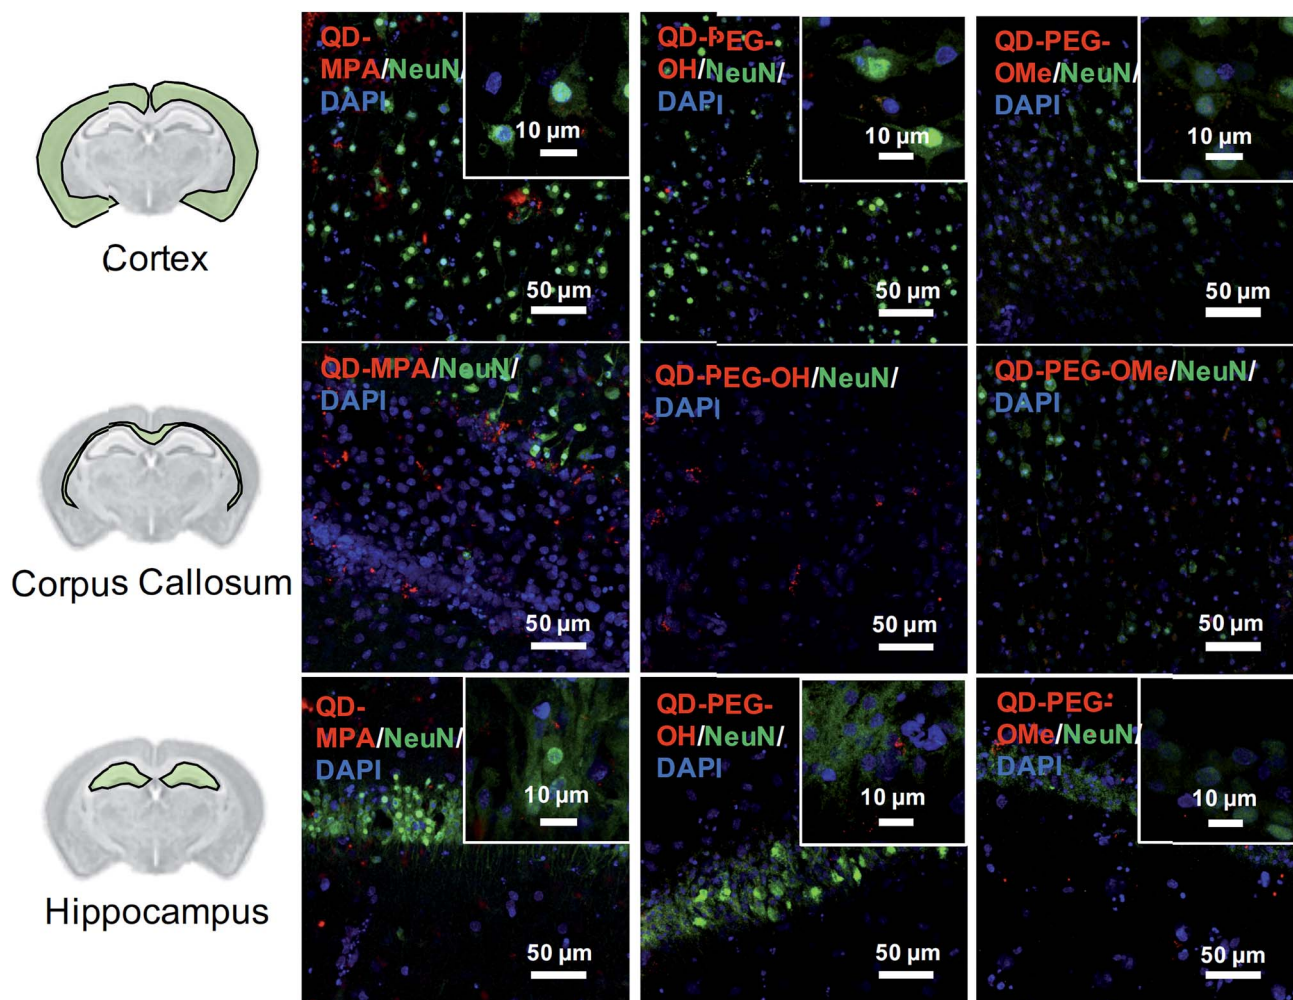 Cortex
QD-
MPA/NeuN/
DAPI
10 µm
50 µm
QD-PEG-
OH/NeuN/
DAPI
10 µm
50 µm
QD-PEG-
OMe/NeuN/
DAPI
10 µm
50 µm
Corpus Callosum
QD-MPA/NeuN/
DAPI
50 µm
QD-PEG-OH/NeuN/
DAPI
50 µm
QD-PEG-OMe/NeuN/
DAPI
50 µm
Hippocampus
QD-
MPA/NeuN/
DAPI
10 µm
50 µm
QD-PEG-
OH/NeuN/
DAPI
10 µm
50 µm
QD-PEG-
OMe/NeuN/
DAPI
10 µm
50 µm